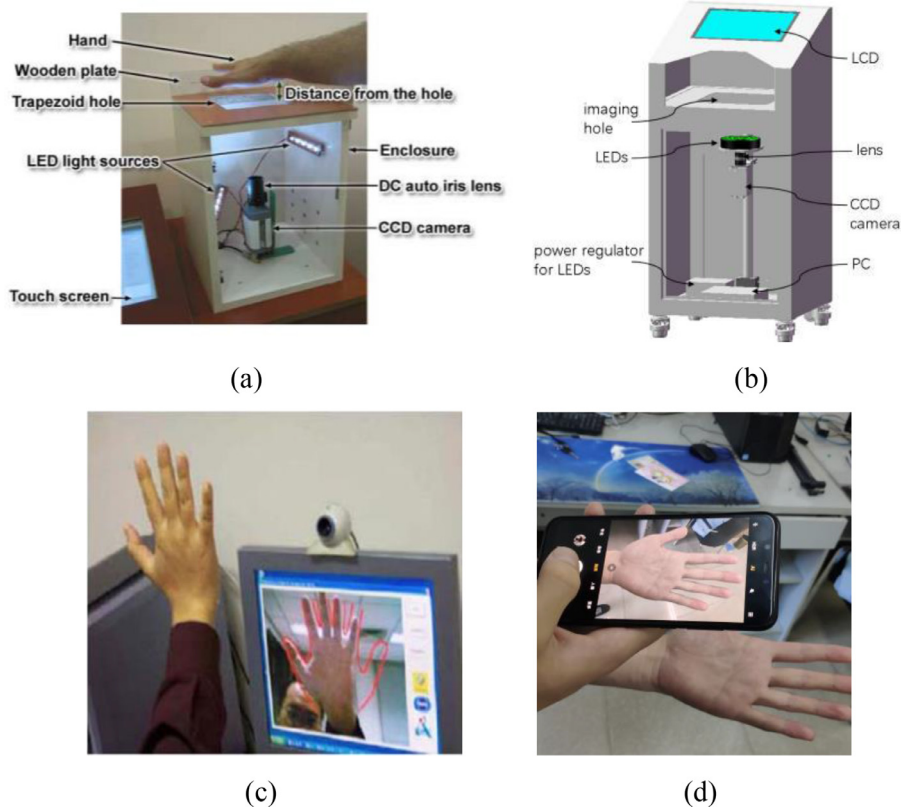 Hand
Wooden plate
Trapezoid hole
Distance from the hole
LED light sources
Enclosure
DC auto iris lens
CCD camera
Touch screen
(a)
LCD
imaging
hole
LEDs
lens
CCD
camera
power regulator
for LEDs
PC
(b)
(c)
(d)